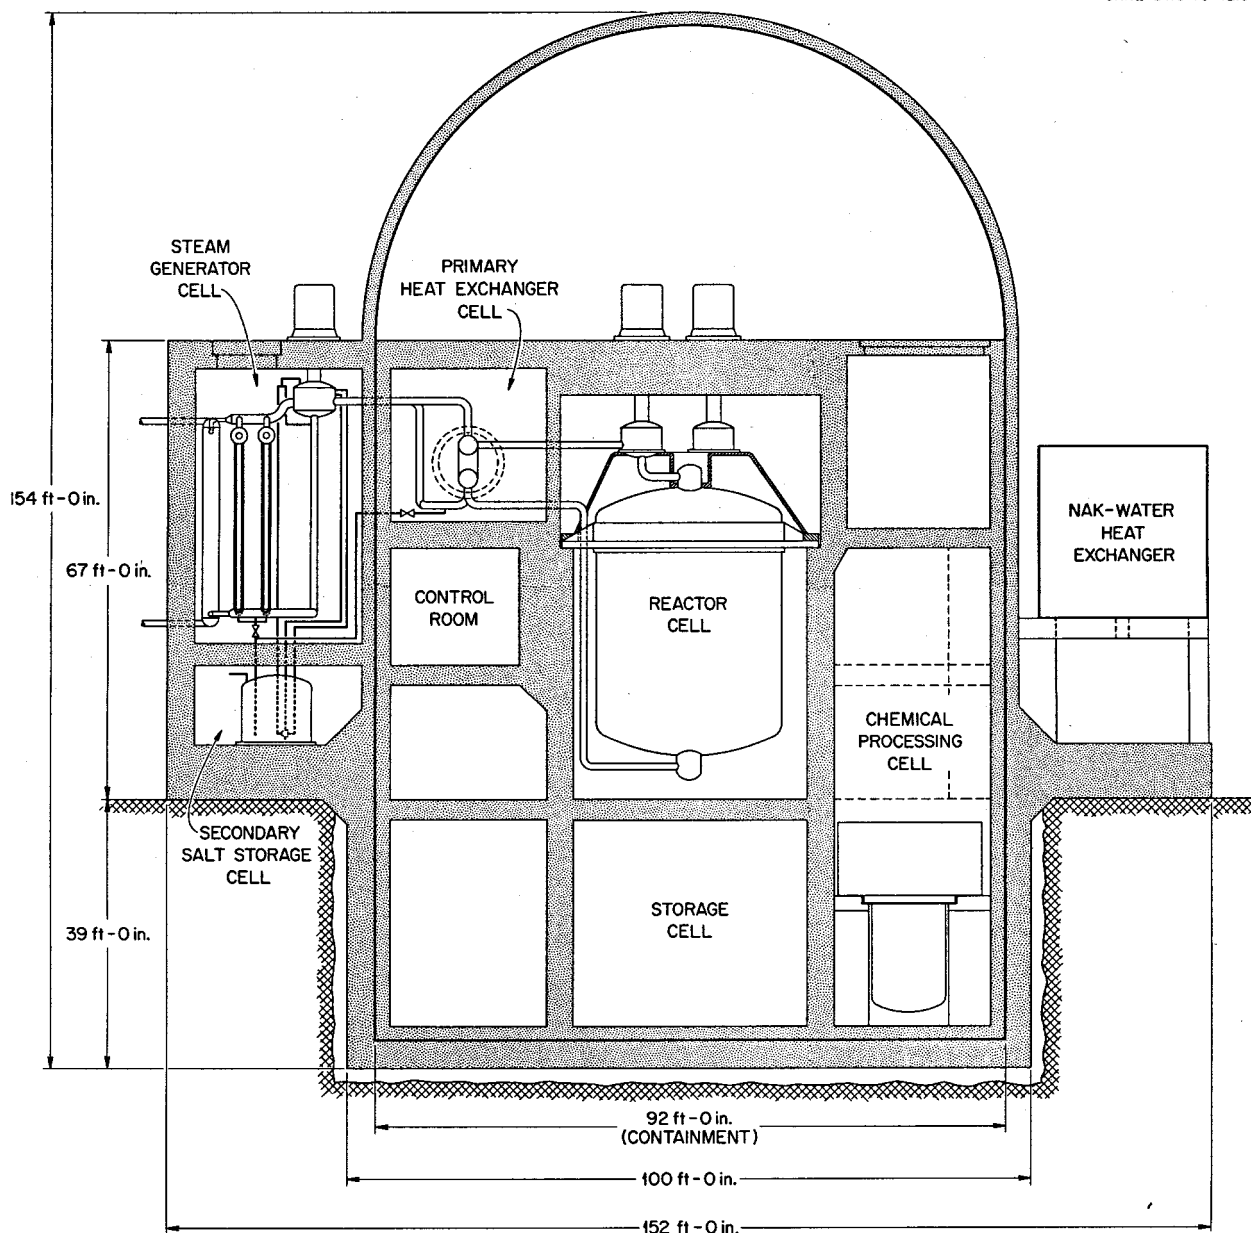 STEAM
GENERATOR
CELL
PRIMARY
HEAT EXCHANGER
CELL
154 ft-0 in.
67 ft-0 in.
NAK-WATER
HEAT
EXCHANGER
CONTROL
ROOM
REACTOR
CELL
CHEMICAL
PROCESSING
CELL
SECONDARY
SALT STORAGE
CELL
STORAGE
CELL
39 ft-0 in.
92 ft-0 in.
(CONTAINMENT)
100 ft-0 in.
152 ft-0 in.